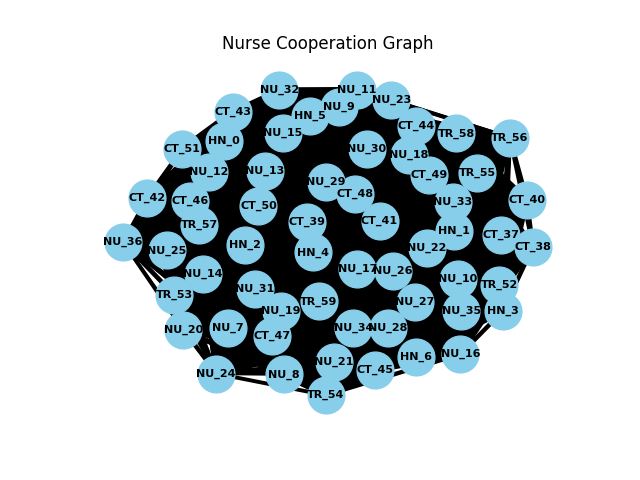 Nurse Cooperation Graph
NU_32
NU_11
NU_23
NU_9
CT_43
HN_5
CT_44
NU_15
TR_58
TR_56
HN_0
CT_51
NU_30
NU_18
NU_12
NU_13
CT_49
TR_55
NU_29
CT_48
CT_42
CT_46
CT_40
NU_33
CT_50
TR_57
CT_39
CT_41
HN_1
CT_37
NU_36
HN_2
NU_25
HN_4
NU_22
CT_38
NU_14
NU_17
NU_26
NU_10
TR_52
NU_31
TR_53
TR_59
NU_27
NU_19
NU_35
HN_3
NU_20
NU_7
CT_47
NU_34
NU_28
NU_16
HN_6
NU_21
CT_45
NU_24
NU_8
TR_54